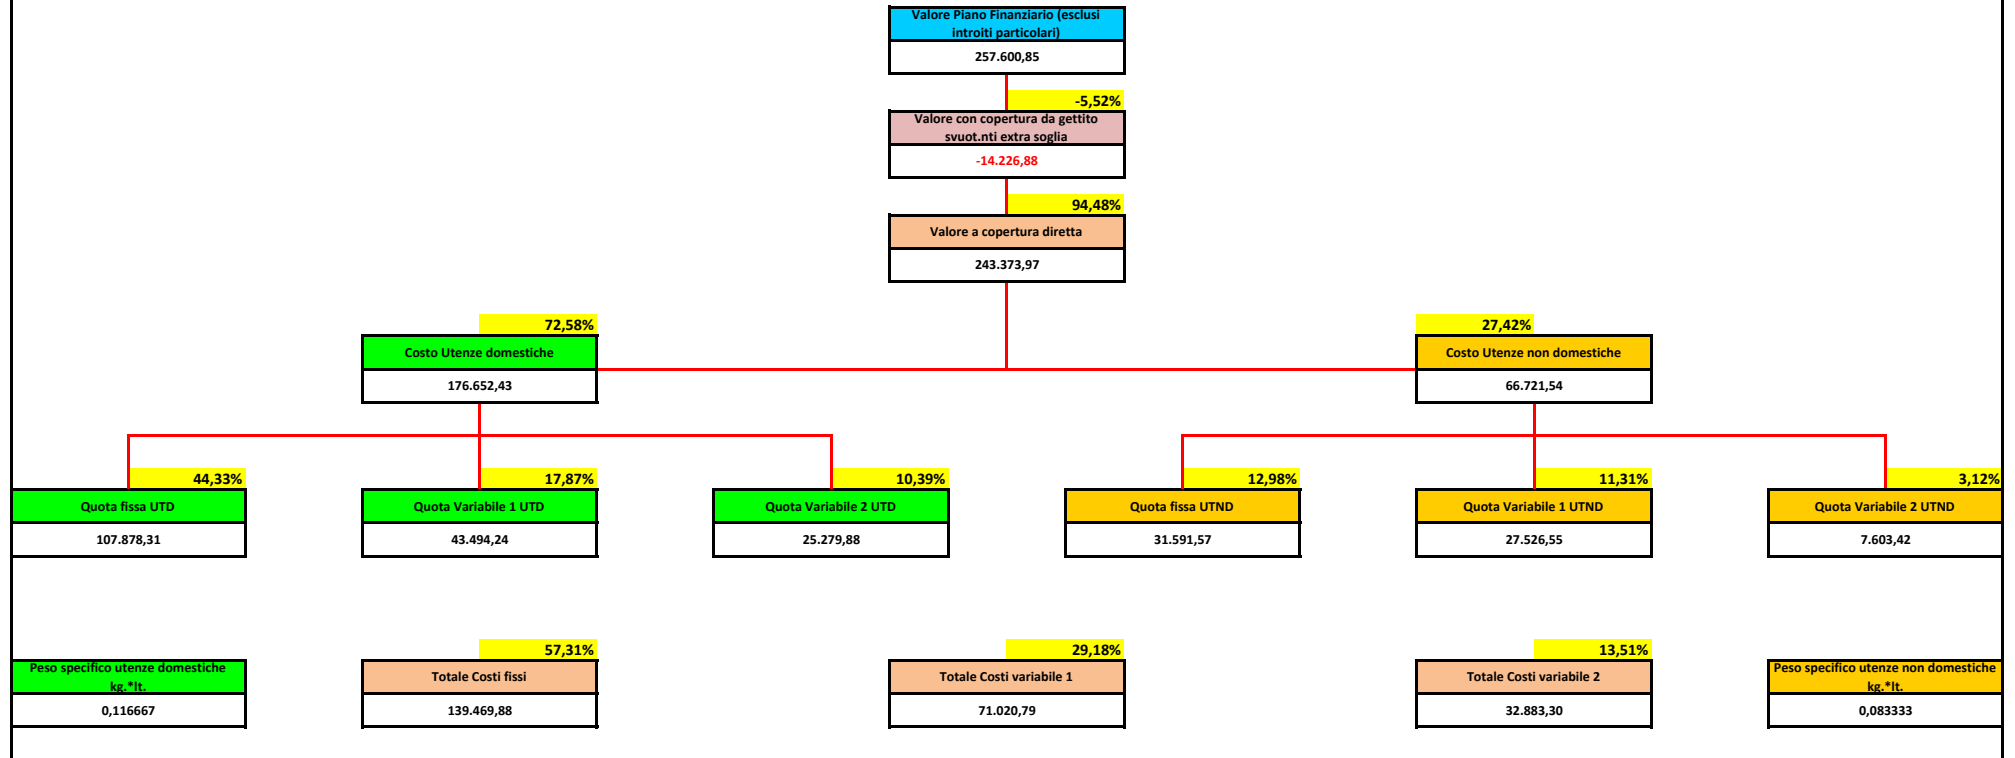 Valore Piano Finanziario (esclusi
introiti particolari)
257.600,85
-5,52%
Valore con copertura da gettito
svuot.nti extra soglia
-14.226,88
94,48%
Valore a copertura diretta
243.373,97
72,58%
27,42%
Costo Utenze domestiche
Costo Utenze non domestiche
176.652,43
66.721,54
44,33%
17,87%
10,39%
12,98%
11,31%
3,12%
Quota fissa UTD
Quota Variabile 1 UTD
Quota Variabile 2 UTD
Quota fissa UTND
Quota Variabile 1 UTND
Quota Variabile 2 UTND
107.878,31
43.494,24
25.279,88
31.591,57
27.526,55
7.603,42
57,31%
29,18%
13,51%
Peso specifico utenze domestiche
kg.*lt.
Totale Costi fissi
Totale Costi variabile 1
Totale Costi variabile 2
Peso specifico utenze non domestiche
kg.*lt.
0,116667
139.469,88
71.020,79
32.883,30
0,083333